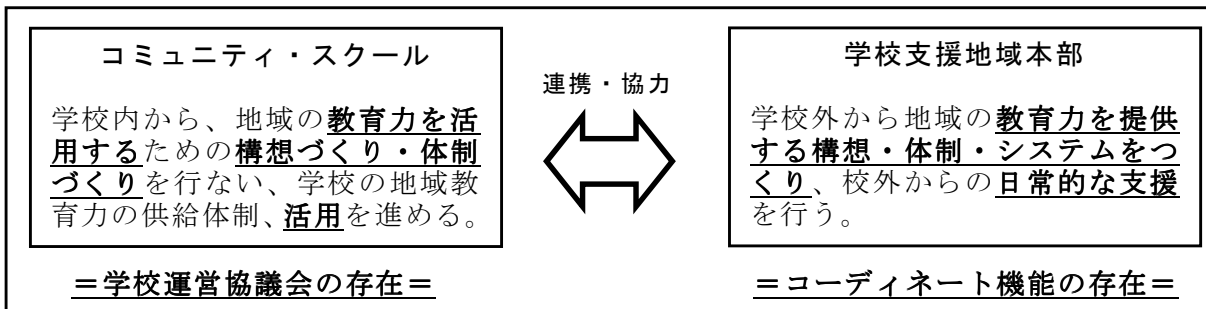 コミュニティ・スクール
学校内から、地域の教育力を活
用するための構想づくり・体制
づくりを行ない、学校の地域教
育力の供給体制、活用を進める。
＝学校運営協議会の存在＝
連携・協力
学校支援地域本部
学校外から地域の教育力を提供
する構想・体制・システムをつ
くり、校外からの日常的な支援
を行う。
＝コーディネート機能の存在＝